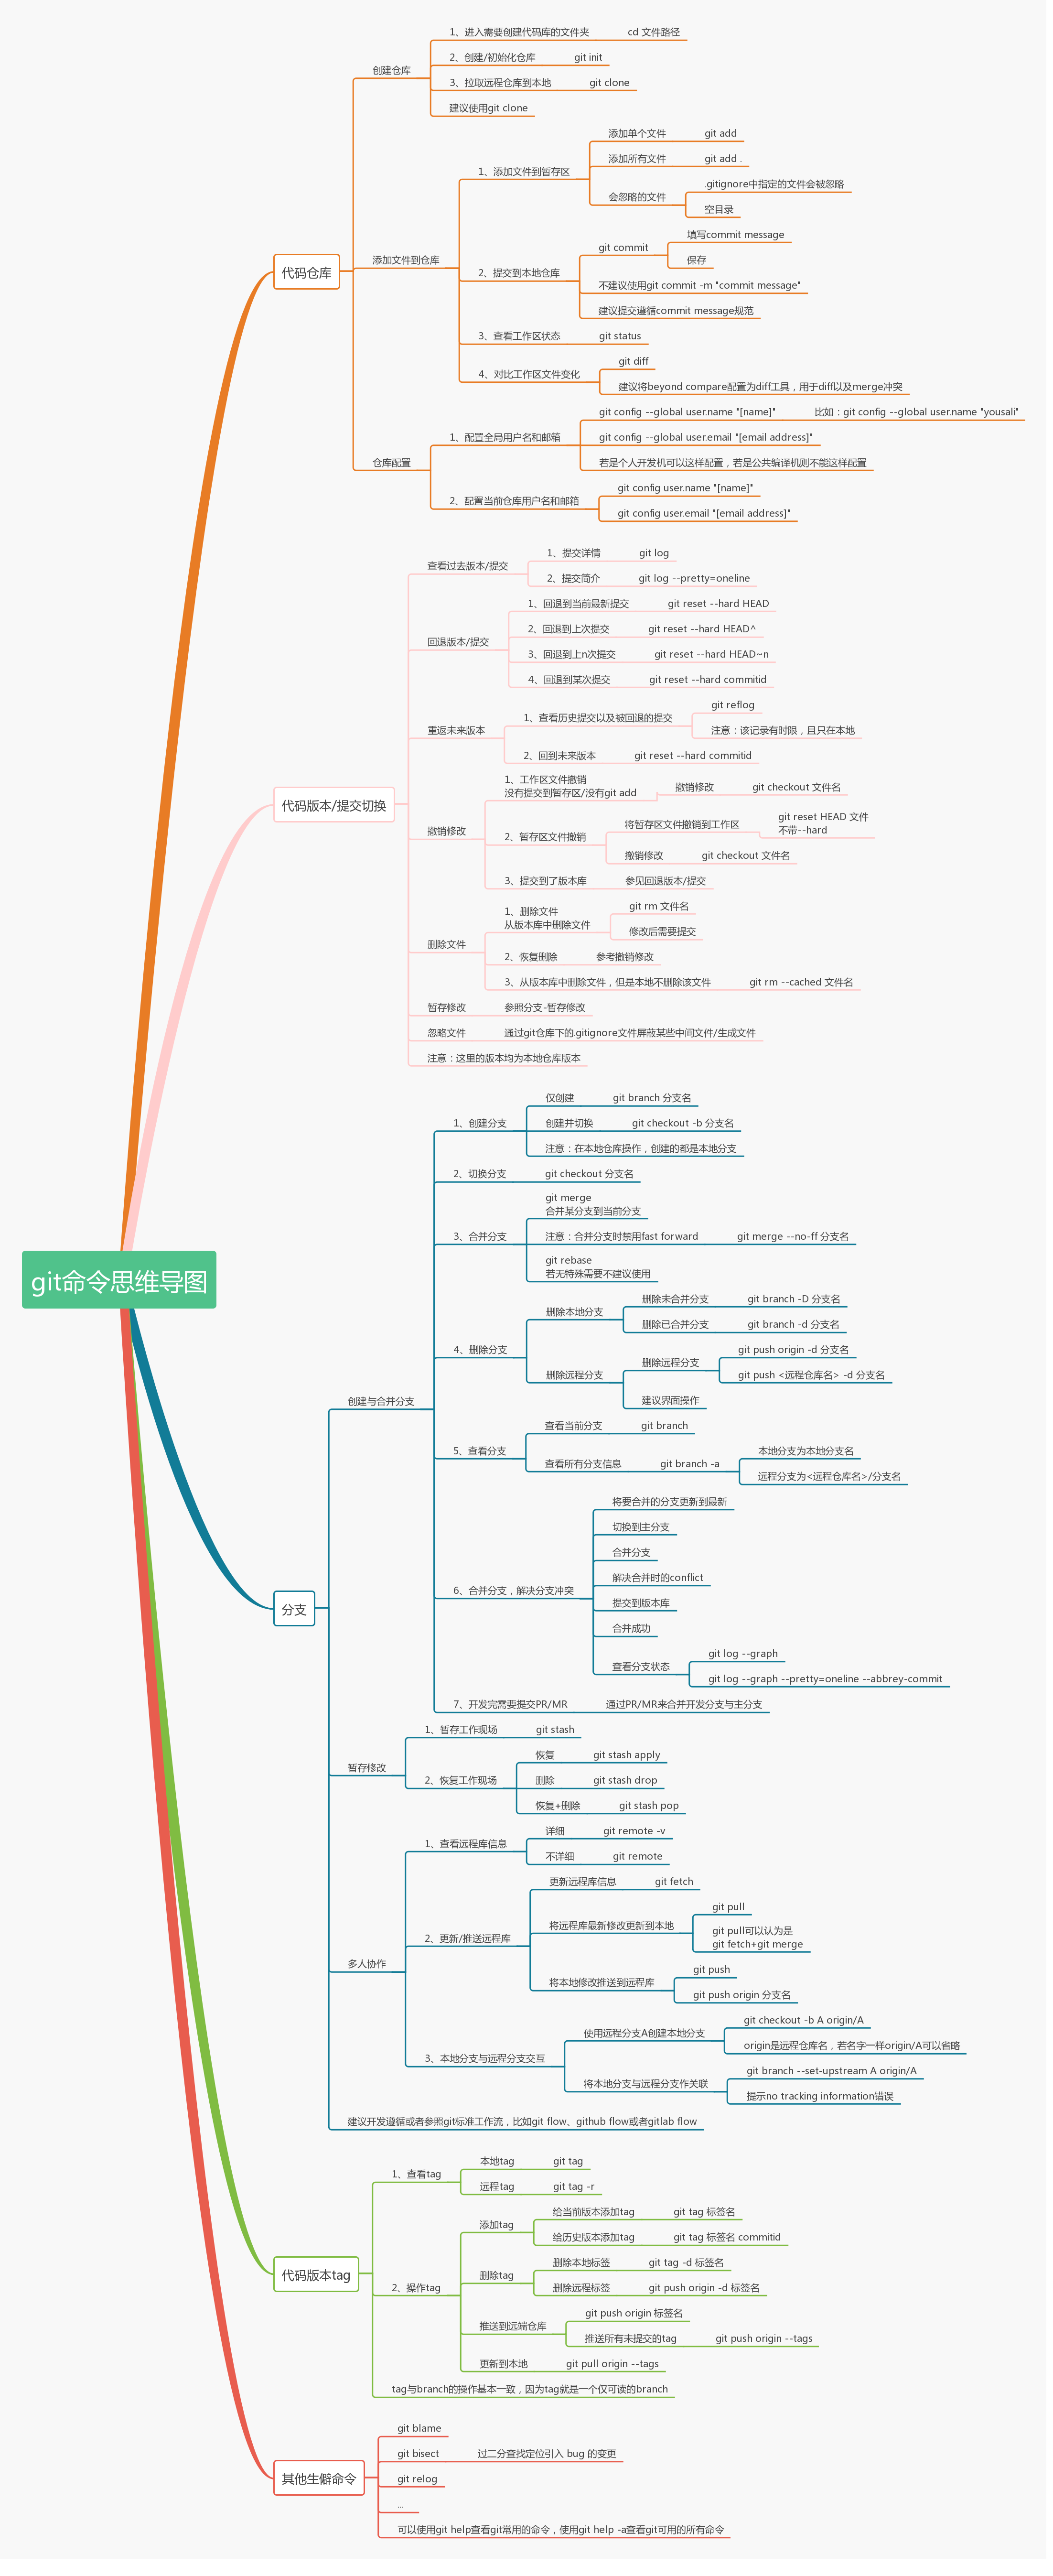 git命令思维导图
代码仓库
创建仓库
1、进入需要创建代码库的文件夹
cd 文件路径
2、创建/初始化仓库
git init
3、拉取远程仓库到本地
git clone
建议使用git clone
添加文件到仓库
1、添加文件到暂存区
添加单个文件
git add
添加所有文件
git add .
会忽略的文件
.gitignore中指定的文件会被忽略
空目录
2、提交到本地仓库
git commit
填写commit message
保存
不建议使用git commit -m "commit message"
建议提交遵循commit message规范
3、查看工作区状态
git status
4、对比工作区文件变化
git diff
建议将beyond compare配置为diff工具，用于diff以及merge冲突
仓库配置
1、配置全局用户名和邮箱
git config --global user.name "[name]"
比如：git config --global user.name "yousali"
git config --global user.email "[email address]"
若是个人开发机可以这样配置，若是公共编译机则不能这样配置
2、配置当前仓库用户名和邮箱
git config user.name "[name]"
git config user.email "[email address]"
代码版本/提交切换
查看过去版本/提交
1、提交详情
git log
2、提交简介
git log --pretty=oneline
回退版本/提交
1、回退到当前最新提交
git reset --hard HEAD
2、回退到上次提交
git reset --hard HEAD^
3、回退到上n次提交
git reset --hard HEAD~n
4、回退到某次提交
git reset --hard commitid
重返未来版本
1、查看历史提交以及被回退的提交
git reflog
注意：该记录有时限，且只在本地
2、回到未来版本
git reset --hard commitid
撤销修改
1、工作区文件撤销
没有提交到暂存区/没有git add
撤销修改
git checkout 文件名
2、暂存区文件撤销
将暂存区文件撤销到工作区
git reset HEAD 文件
不带--hard
撤销修改
git checkout 文件名
3、提交到了版本库
参见回退版本/提交
删除文件
1、删除文件
从版本库中删除文件
git rm 文件名
修改后需要提交
2、恢复删除
参考撤销修改
3、从版本库中删除文件，但是本地不删除该文件
git rm --cached 文件名
暂存修改
参照分支-暂存修改
忽略文件
通过git仓库下的.gitignore文件屏蔽某些中间文件/生成文件
注意：这里的版本均为本地仓库版本
分支
创建与合并分支
1、创建分支
仅创建
git branch 分支名
创建并切换
git checkout -b 分支名
注意：在本地仓库操作，创建的都是本地分支
2、切换分支
git checkout 分支名
3、合并分支
git merge
合并某分支到当前分支
注意：合并分支时禁用fast forward
git merge --no-ff 分支名
git rebase
若无特殊需要不建议使用
4、删除分支
删除本地分支
删除未合并分支
git branch -D 分支名
删除已合并分支
git branch -d 分支名
删除远程分支
删除远程分支
git push origin -d 分支名
git push <远程仓库名> -d 分支名
建议界面操作
5、查看分支
查看当前分支
git branch
查看所有分支信息
git branch -a
本地分支为本地分支名
远程分支为<远程仓库名>/分支名
6、合并分支，解决分支冲突
将要合并的分支更新到最新
切换到主分支
合并分支
解决合并时的conflict
提交到版本库
合并成功
查看分支状态
git log --graph
git log --graph --pretty=oneline --abbrey-commit
7、开发完需要提交PR/MR
通过PR/MR来合并开发分支与主分支
暂存修改
1、暂存工作现场
git stash
2、恢复工作现场
恢复
git stash apply
删除
git stash drop
恢复+删除
git stash pop
多人协作
1、查看远程库信息
详细
git remote -v
不详细
git remote
2、更新/推送远程库
更新远程库信息
git fetch
将远程库最新修改更新到本地
git pull
git pull可以认为是
git fetch+git merge
将本地修改推送到远程库
git push
git push origin 分支名
3、本地分支与远程分支交互
使用远程分支A创建本地分支
git checkout -b A origin/A
origin是远程仓库名，若名字一样origin/A可以省略
将本地分支与远程分支作关联
git branch --set-upstream A origin/A
提示no tracking information错误
建议开发遵循或者参照git标准工作流，比如git flow、github flow或者gitlab flow
代码版本tag
1、查看tag
本地tag
git tag
远程tag
git tag -r
2、操作tag
添加tag
给当前版本添加tag
git tag 标签名
给历史版本添加tag
git tag 标签名 commitid
删除tag
删除本地标签
git tag -d 标签名
删除远程标签
git push origin -d 标签名
推送到远端仓库
git push origin 标签名
推送所有未提交的tag
git push origin --tags
更新到本地
git pull origin --tags
tag与branch的操作基本一致，因为tag就是一个仅可读的branch
其他生僻命令
git blame
git bisect
过二分查找定位引入 bug 的变更
git relog
...
可以使用git help查看git常用的命令，使用git help -a查看git可用的所有命令